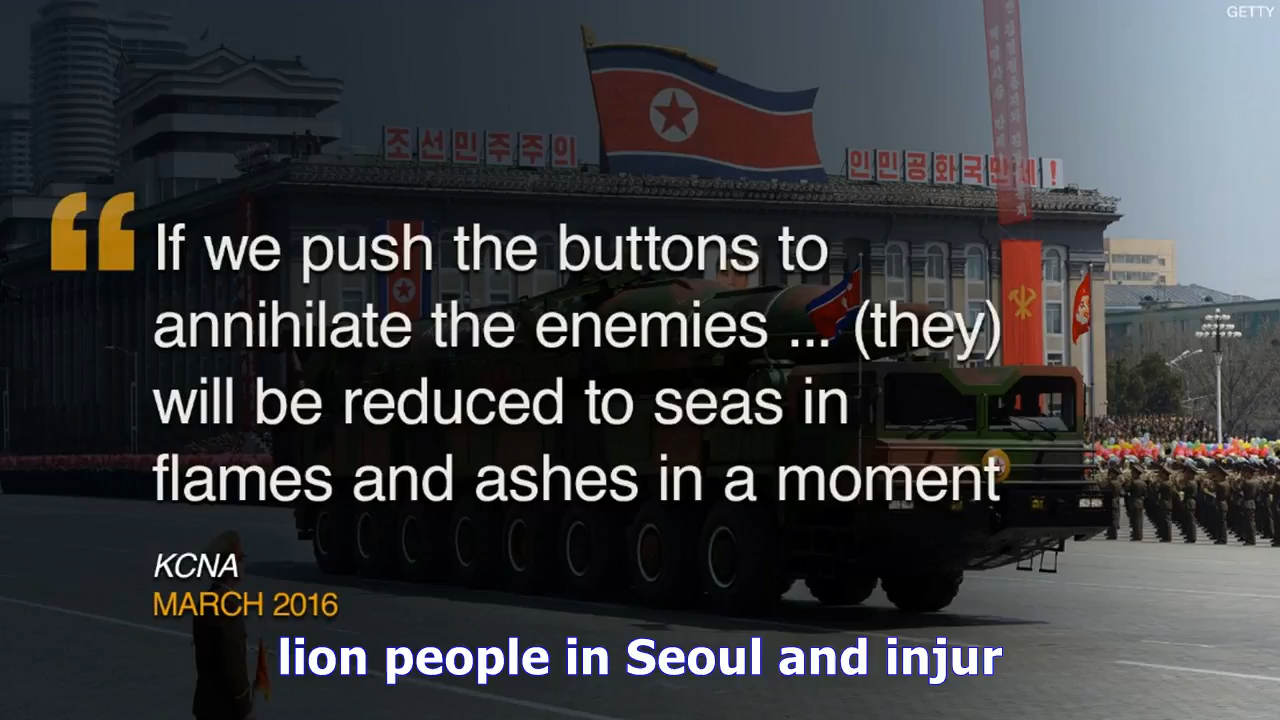 GETTY
조선민주주의
인민공화국만세!
“
If we push the buttons to
annihilate the enemies ... (they)
will be reduced to seas in
flames and ashes in a moment
KCNA
MARCH 2016
lion people in Seoul and injur